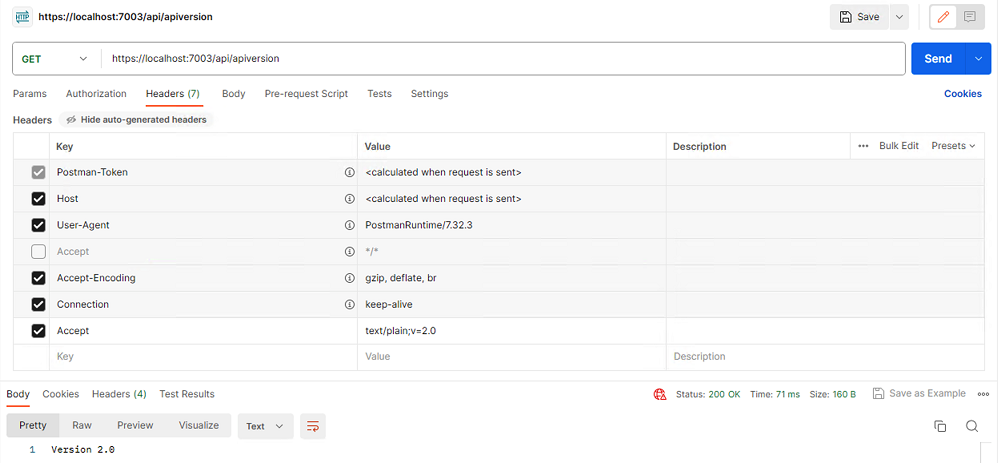 HTTP https://localhost:7003/api/apiversion Save
GET https://localhost:7003/api/apiversion Send
Params Authorization Headers (7) Body Pre-request Script Tests Settings Cookies
Headers Hide auto-generated headers
Key Value Description Bulk Edit Presets
Postman-Token <calculated when request is sent>
Host <calculated when request is sent>
User-Agent PostmanRuntime/7.32.3
Accept */*
Accept-Encoding gzip, deflate, br
Connection keep-alive
Accept text/plain;v=2.0
Key Value Description
Body Cookies Headers (4) Test Results Status: 200 OK Time: 71 ms Size: 160 B Save as Example
Pretty Raw Preview Visualize Text
1 Version 2.0